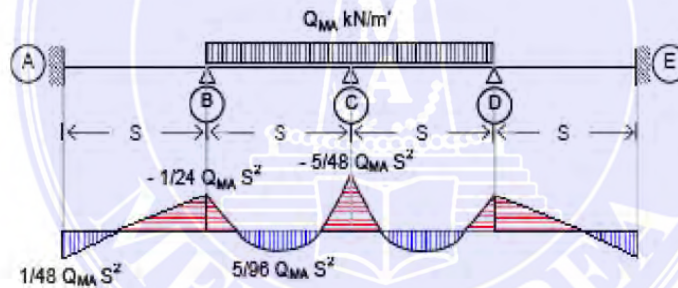 Q_MA kN/m'
A E
B C D
S S S S
- 5/48 Q_MA S²
- 1/24 Q_MA S²
1/48 Q_MA S² 5/96 Q_MA S²